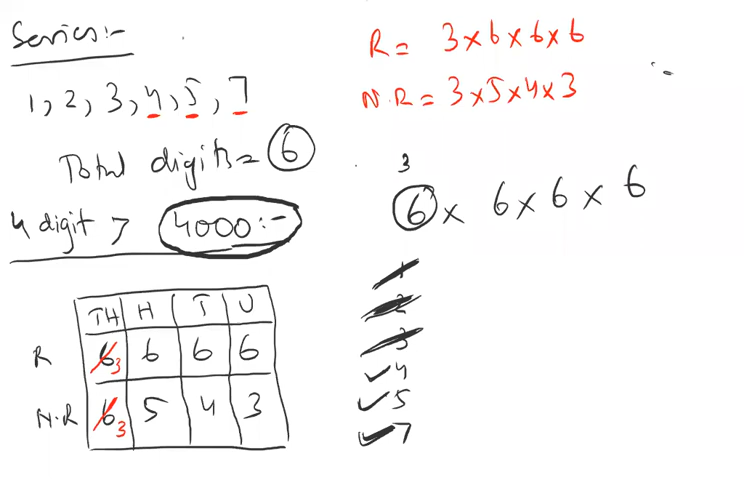 Series:-
1, 2, 3, 4, 5, 7
Total digits = 6
4 digit > 4000:-
TH H T U
R 6 3 6 6 6
N.R 6 3 5 4 3
R = 3 x 6 x 6 x 6
N.R = 3 x 5 x 4 x 3
3
6 x 6 x 6 x 6
1
2
3
✓ 4
✓ 5
✓ 7